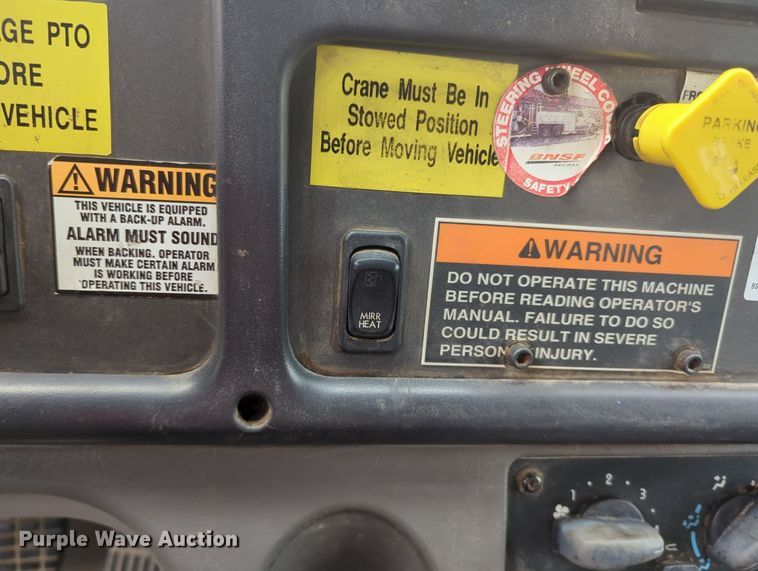 GE PTO
ORE
VEHICLE
WARNING
THIS VEHICLE IS EQUIPPED
WITH A BACK-UP ALARM.
ALARM MUST SOUND
WHEN BACKING. OPERATOR
MUST MAKE CERTAIN ALARM
IS WORKING BEFORE
OPERATING THIS VEHICLE.
Crane Must Be In
Stowed Position
Before Moving Vehicle
STEERING WHEEL
BNSF
RAILWAY
SAFETY
PARKING
MIRR
HEAT
WARNING
DO NOT OPERATE THIS MACHINE
BEFORE READING OPERATOR'S
MANUAL. FAILURE TO DO SO
COULD RESULT IN SEVERE
INJURY.
1 2 3
Purple Wave Auction